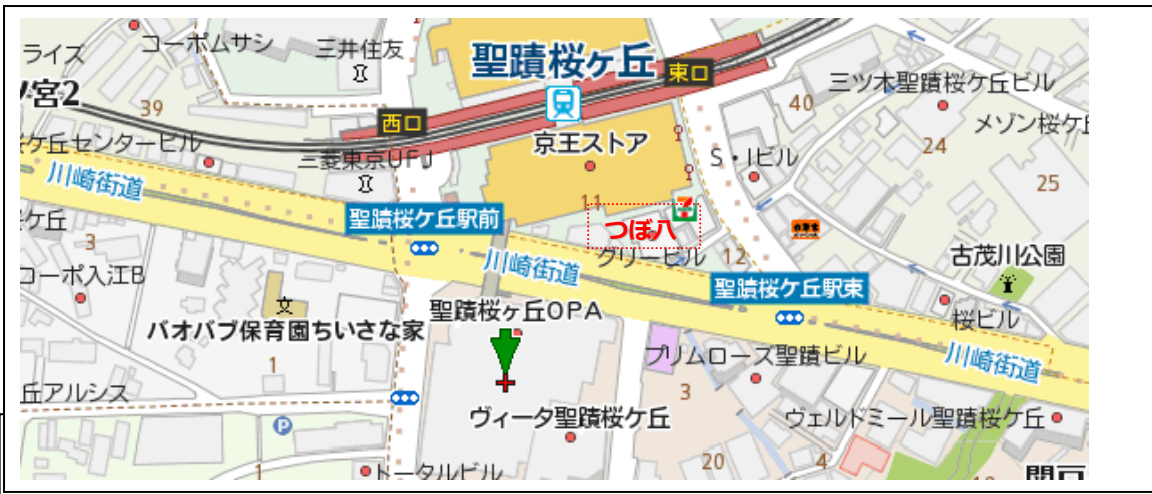 ライズ
コーポムサシ
三井住友
聖蹟桜ヶ丘
東口
三ツ木聖蹟桜ケ丘ビル
ノ宮2
39
西口
40
メゾン桜ケ丘
ケ丘センタービル
三菱東京UFJ
京王ストア
S・Iビル
24
川崎街道
25
11
聖蹟桜ケ丘駅前
つぼ八
ケ丘
3
グリービル
12
古茂川公園
川崎街道
コーポ入江B
聖蹟桜ケ丘駅東
文
聖蹟桜ヶ丘OPA
桜ビル
バオバブ保育園ちいさな家
プリムローズ聖蹟ビル
川崎街道
1
丘アルシス
3
ヴィータ聖蹟桜ケ丘
ヴェルドミール聖蹟桜ケ丘
P
1
トータルビル
20
4
関戸